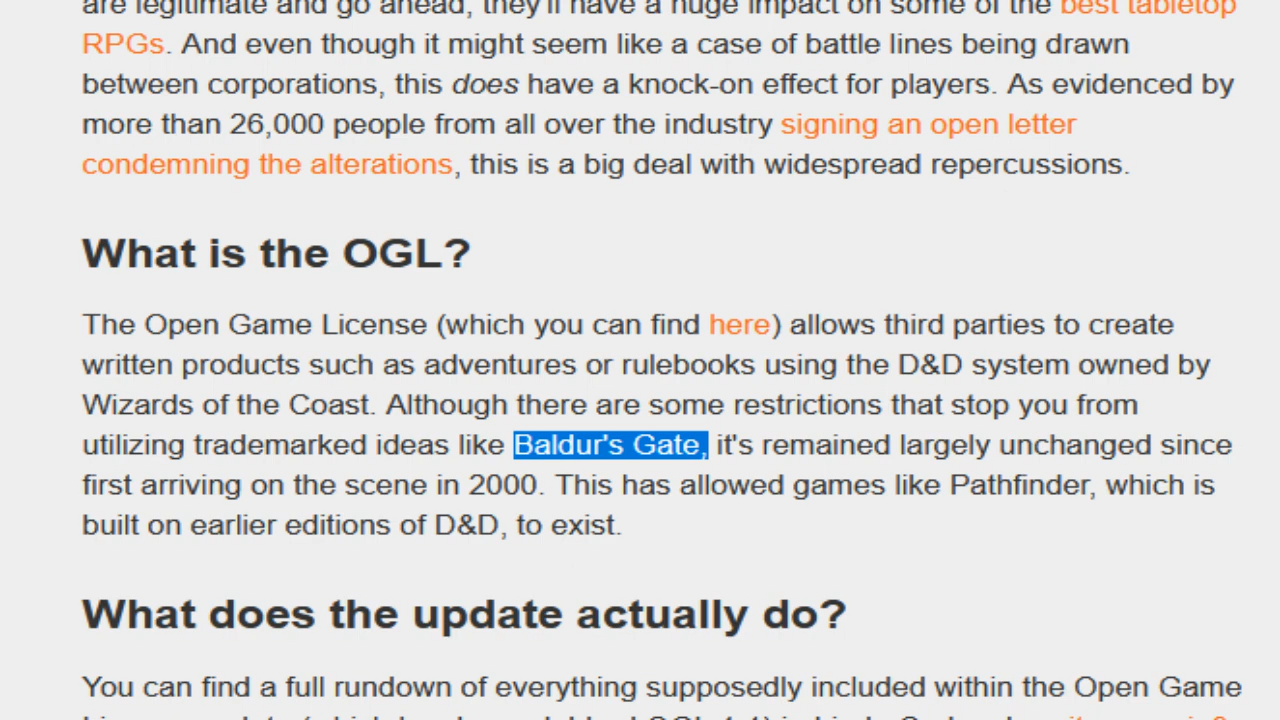 are legitimate and go ahead, they'll have a huge impact on some of the best tabletop
RPGs. And even though it might seem like a case of battle lines being drawn
between corporations, this does have a knock-on effect for players. As evidenced by
more than 26,000 people from all over the industry signing an open letter
condemning the alterations, this is a big deal with widespread repercussions.
What is the OGL?
The Open Game License (which you can find here) allows third parties to create
written products such as adventures or rulebooks using the D&D system owned by
Wizards of the Coast. Although there are some restrictions that stop you from
utilizing trademarked ideas like Baldur's Gate, it's remained largely unchanged since
first arriving on the scene in 2000. This has allowed games like Pathfinder, which is
built on earlier editions of D&D, to exist.
What does the update actually do?
You can find a full rundown of everything supposedly included within the Open Game